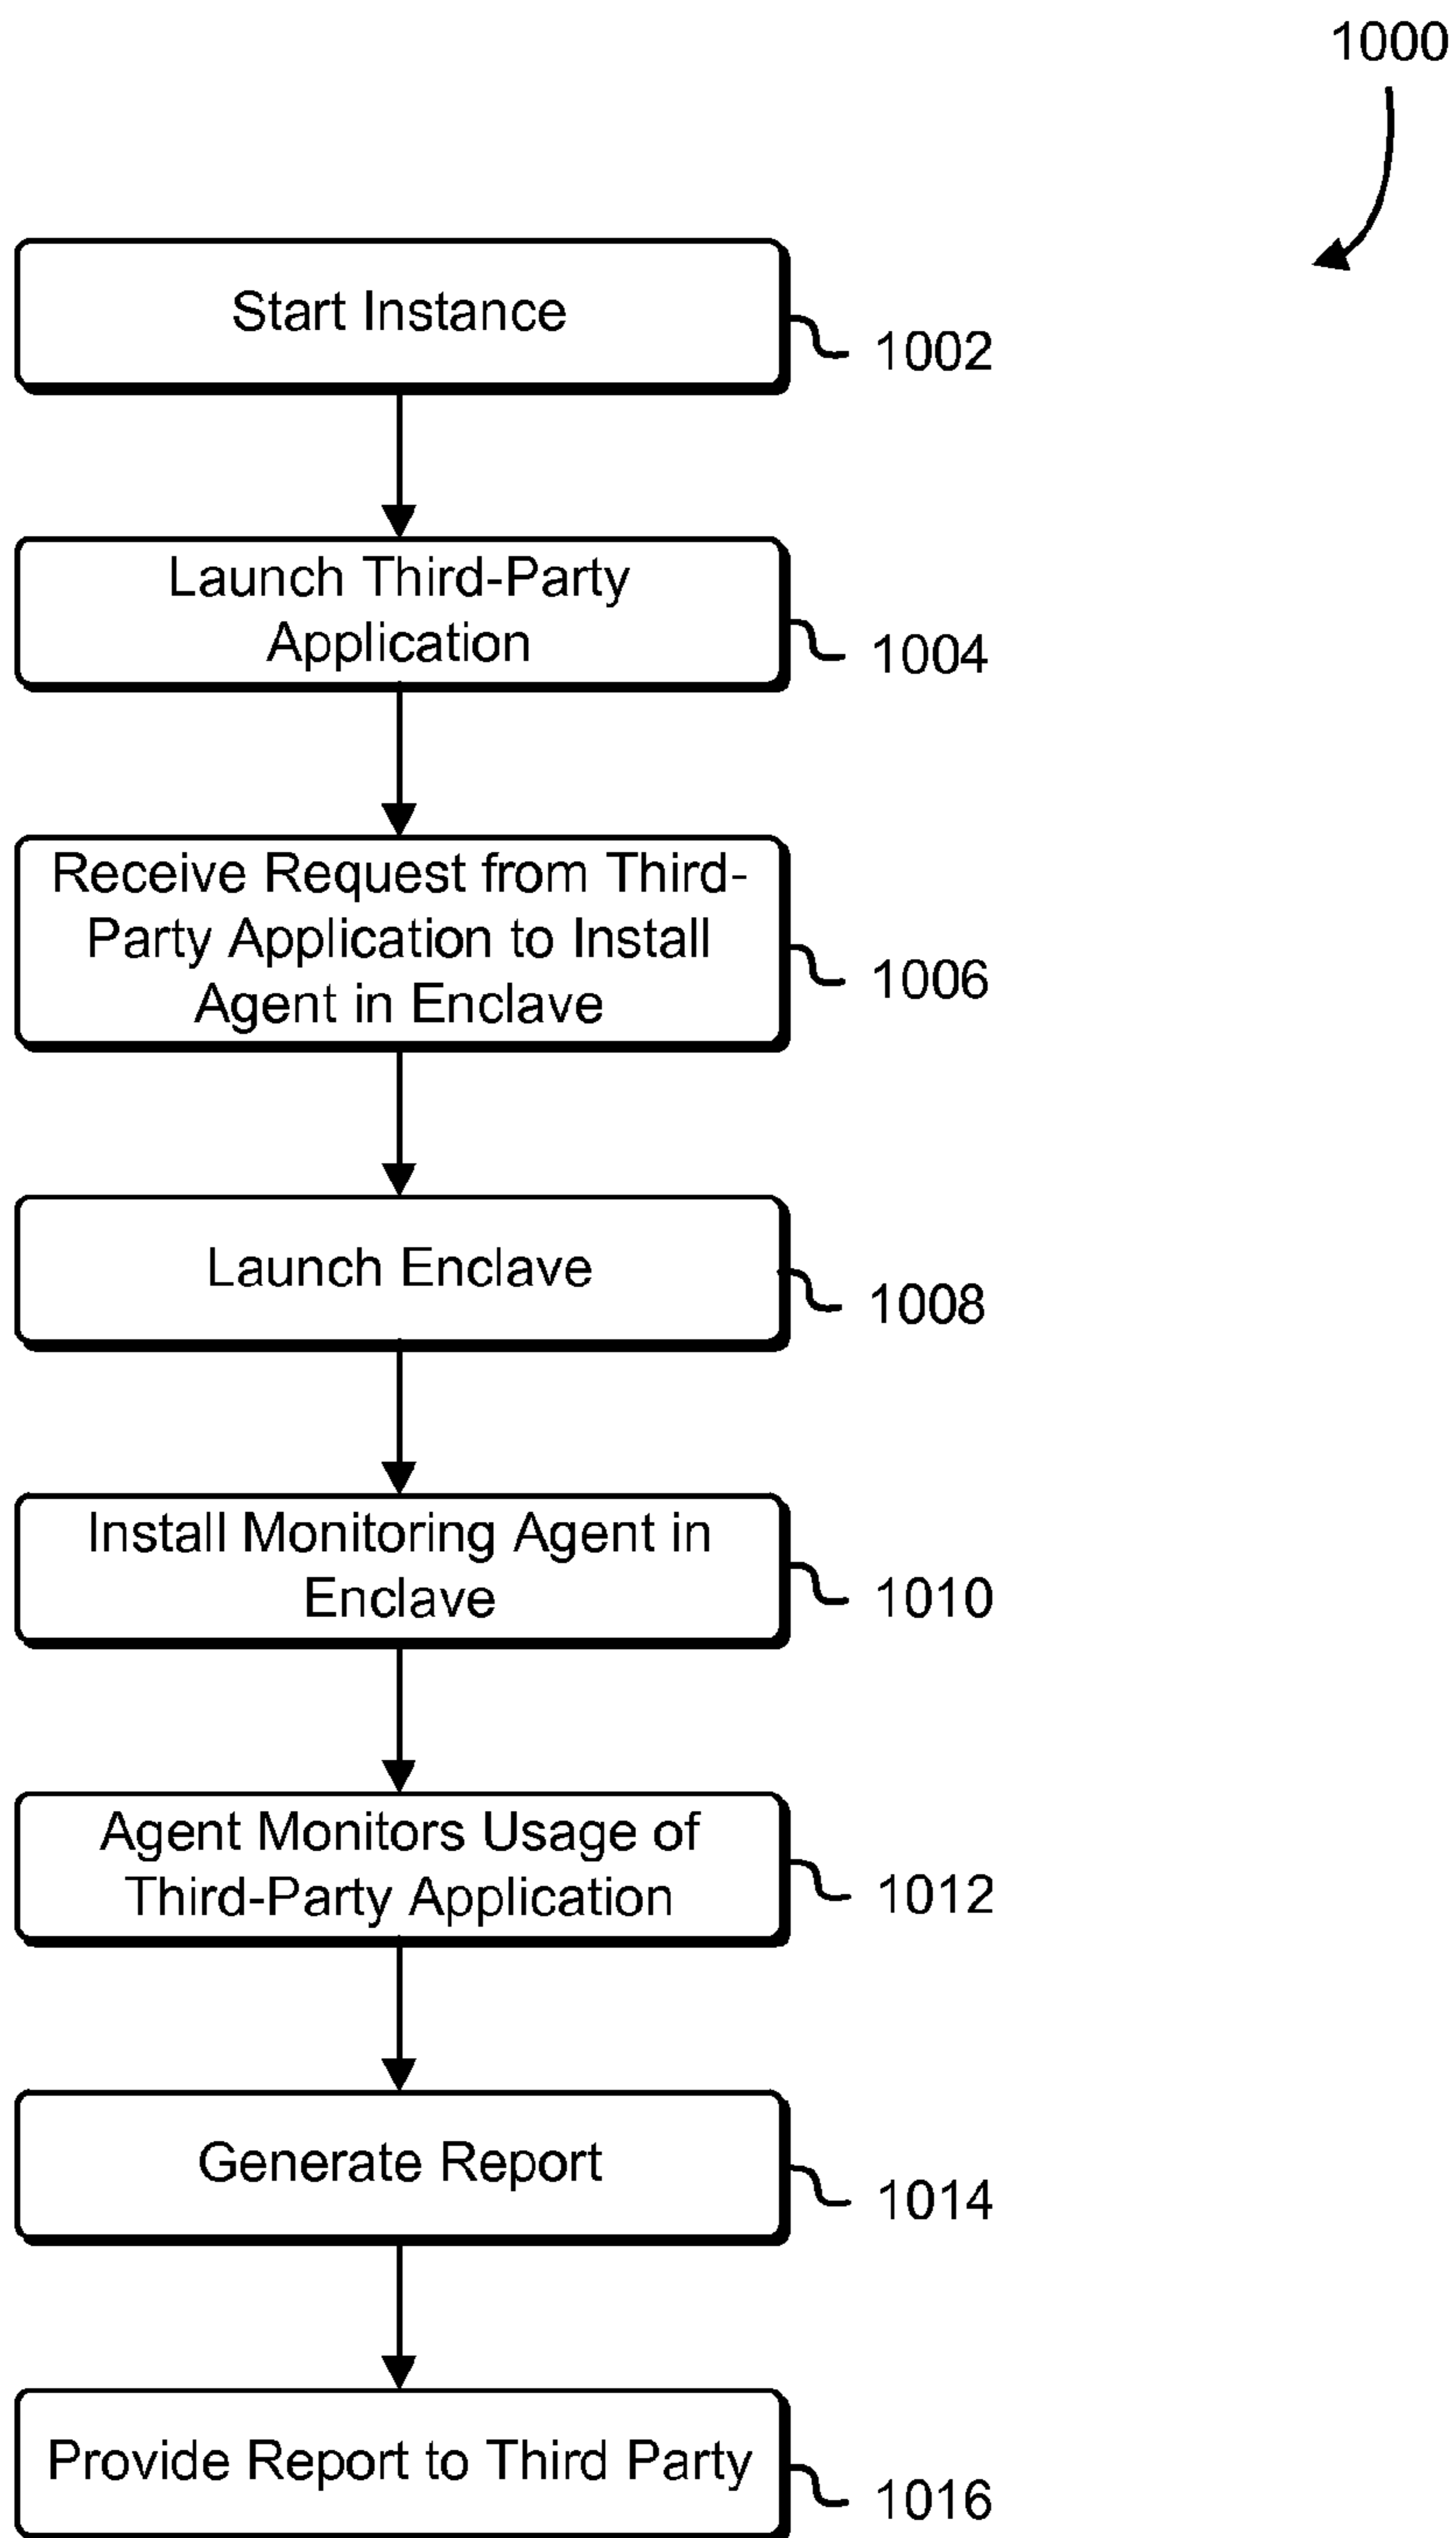 1000
Start Instance
1002
Launch Third-Party
Application
1004
Receive Request from Third-
Party Application to Install
Agent in Enclave
1006
Launch Enclave
1008
Install Monitoring Agent in
Enclave
1010
Agent Monitors Usage of
Third-Party Application
1012
Generate Report
1014
Provide Report to Third Party
1016